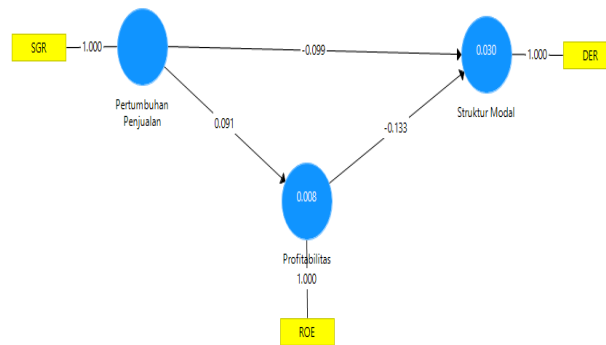 SGR
1.000
Pertumbuhan
Penjualan
-0.099
0.030
1.000
DER
Struktur Modal
0.091
-0.133
0.008
Profitabilitas
1.000
ROE